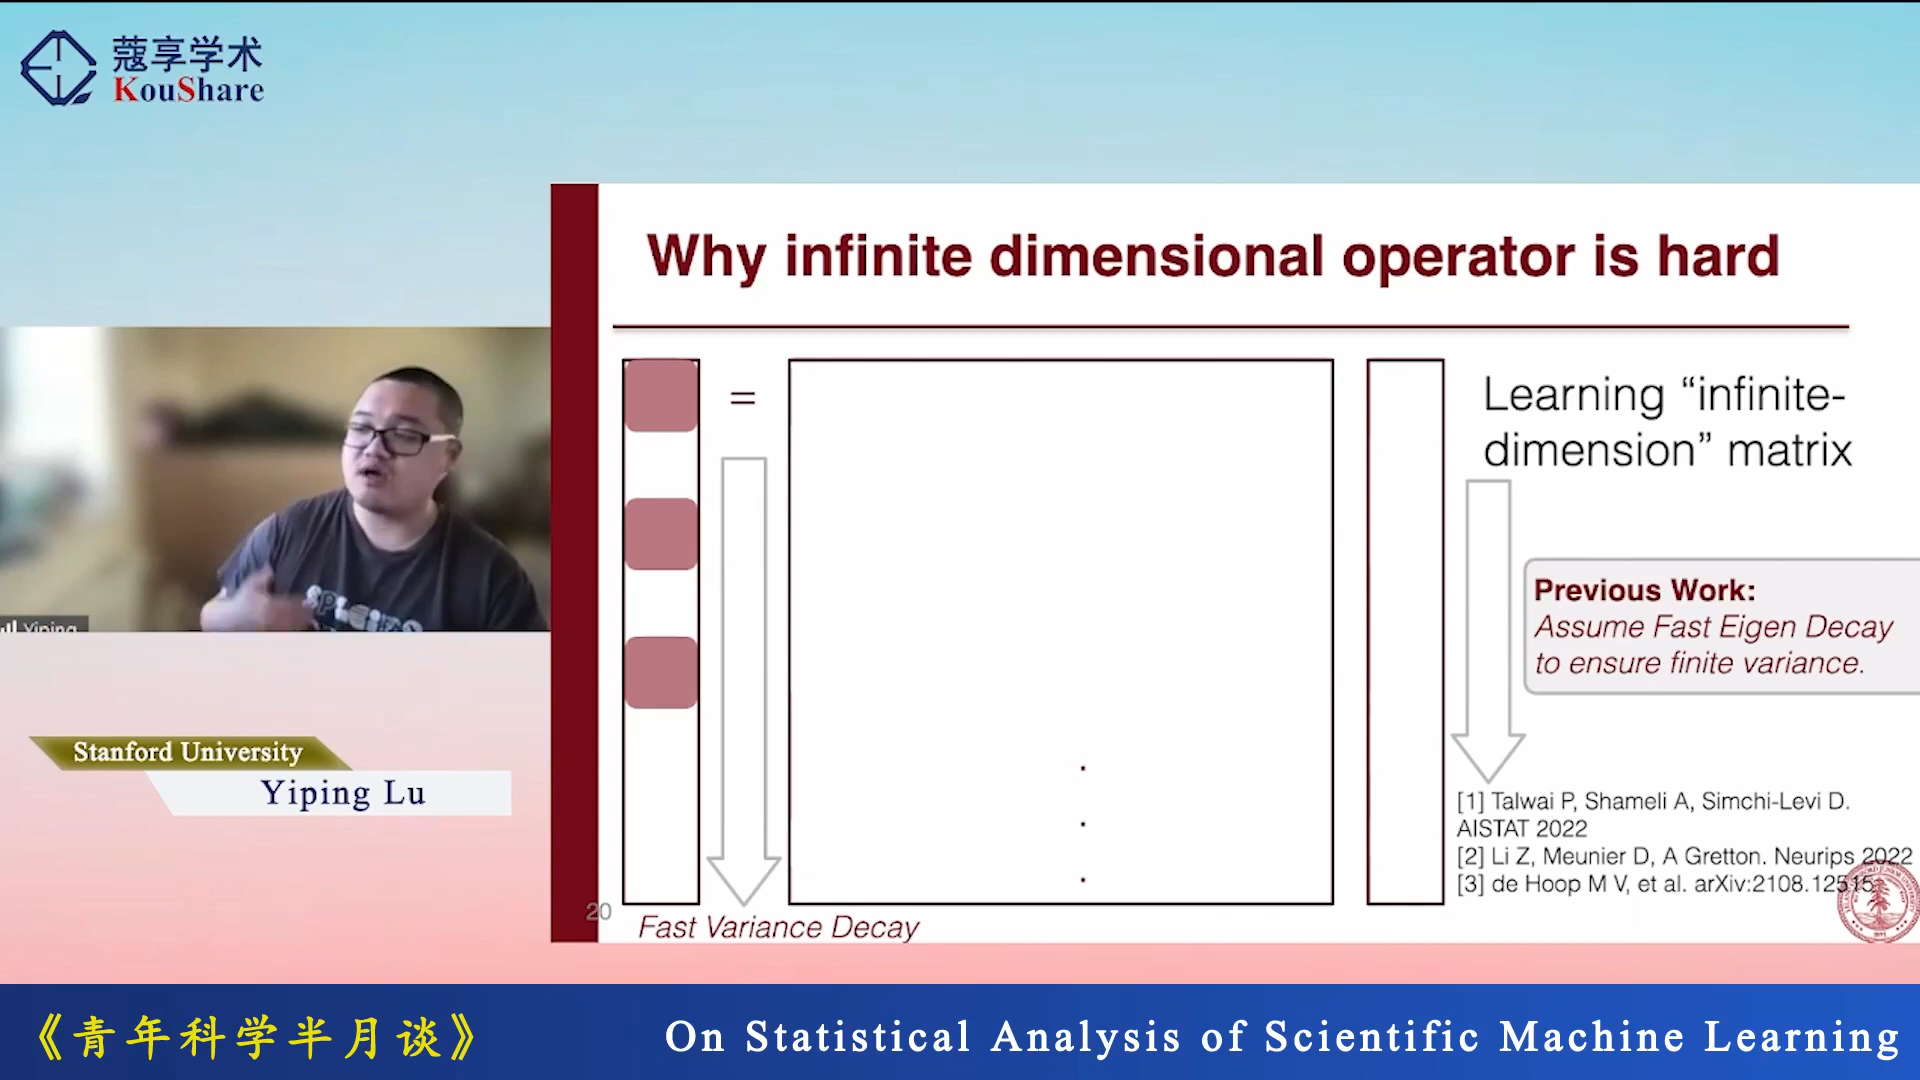 蔻享学术
KouShare
Why infinite dimensional operator is hard
=
Learning “infinite-
dimension” matrix
Previous Work:
Assume Fast Eigen Decay
to ensure finite variance.
Yiping
Stanford University
Yiping Lu
[1] Talwai P, Shameli A, Simchi-Levi D.
AISTAT 2022
[2] Li Z, Meunier D, A Gretton. Neurips 2022
[3] de Hoop M V, et al. arXiv:2108.12515
20
Fast Variance Decay
《青年科学半月谈》
On Statistical Analysis of Scientific Machine Learning